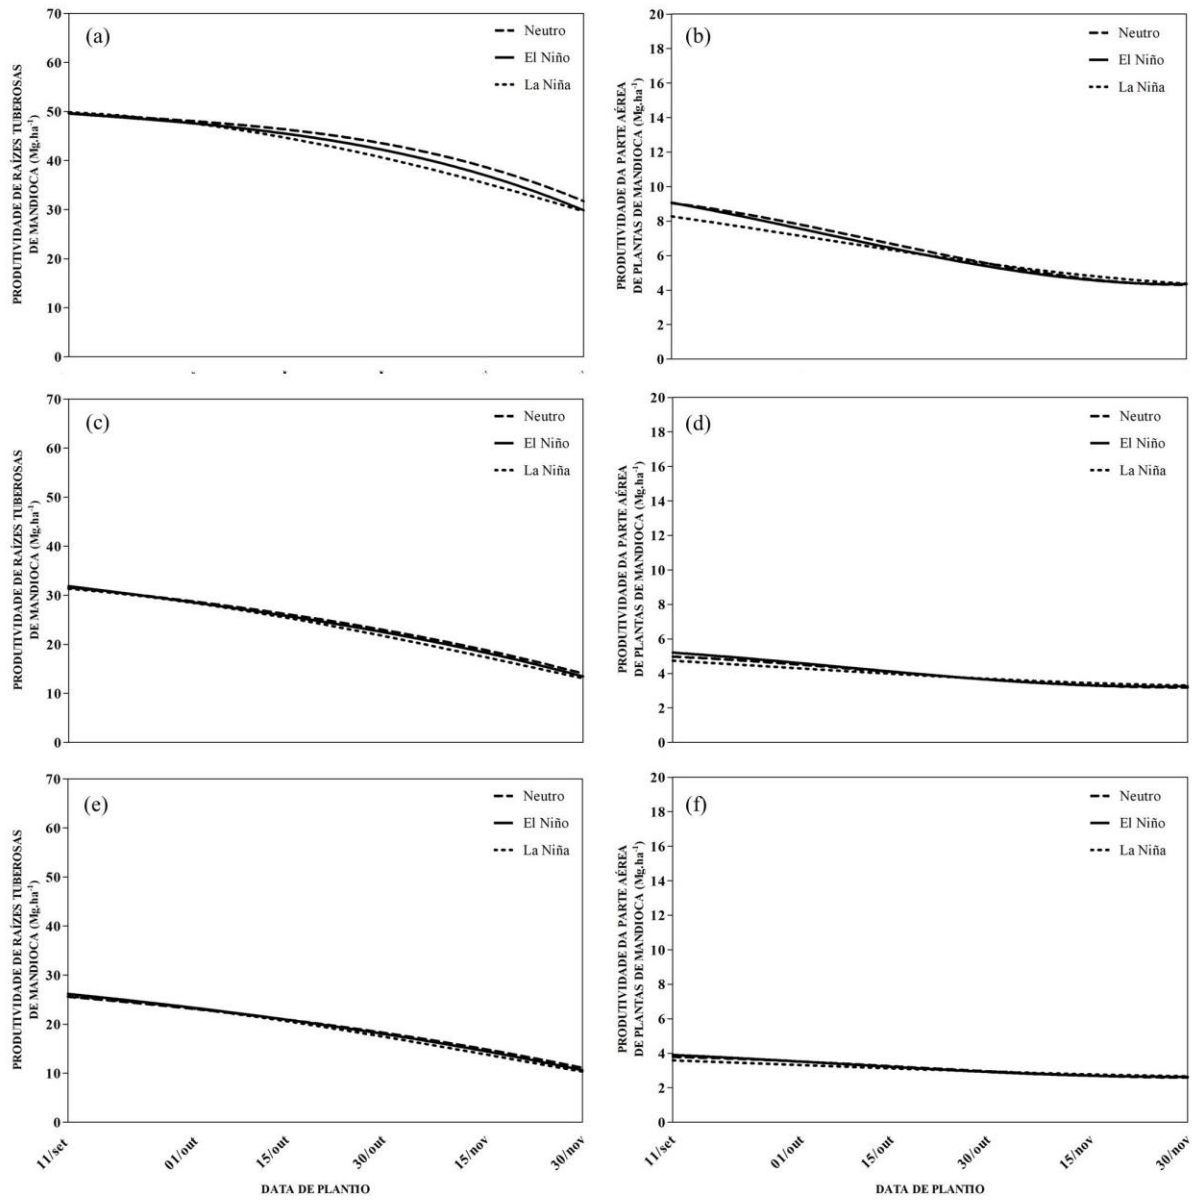 (a)
Neutro
El Niño
La Niña
PRODUTIVIDADE DE RAÍZES TUBEROSAS
DE MANDIOCA (Mg.ha⁻¹)
70
60
50
40
30
20
10
0
(b)
Neutro
El Niño
La Niña
PRODUTIVIDADE DA PARTE AÉREA
DE PLANTAS DE MANDIOCA (Mg.ha⁻¹)
20
18
16
14
12
10
8
6
4
2
0
(c)
Neutro
El Niño
La Niña
PRODUTIVIDADE DE RAÍZES TUBEROSAS
DE MANDIOCA (Mg.ha⁻¹)
70
60
50
40
30
20
10
0
(d)
Neutro
El Niño
La Niña
PRODUTIVIDADE DA PARTE AÉREA
DE PLANTAS DE MANDIOCA (Mg.ha⁻¹)
20
18
16
14
12
10
8
6
4
2
0
(e)
Neutro
El Niño
La Niña
PRODUTIVIDADE DE RAÍZES TUBEROSAS
DE MANDIOCA (Mg.ha⁻¹)
70
60
50
40
30
20
10
0
11/set
01/out
15/out
30/out
15/nov
30/nov
DATA DE PLANTIO
(f)
Neutro
El Niño
La Niña
PRODUTIVIDADE DA PARTE AÉREA
DE PLANTAS DE MANDIOCA (Mg.ha⁻¹)
20
18
16
14
12
10
8
6
4
2
0
11/set
01/out
15/out
30/out
15/nov
30/nov
DATA DE PLANTIO